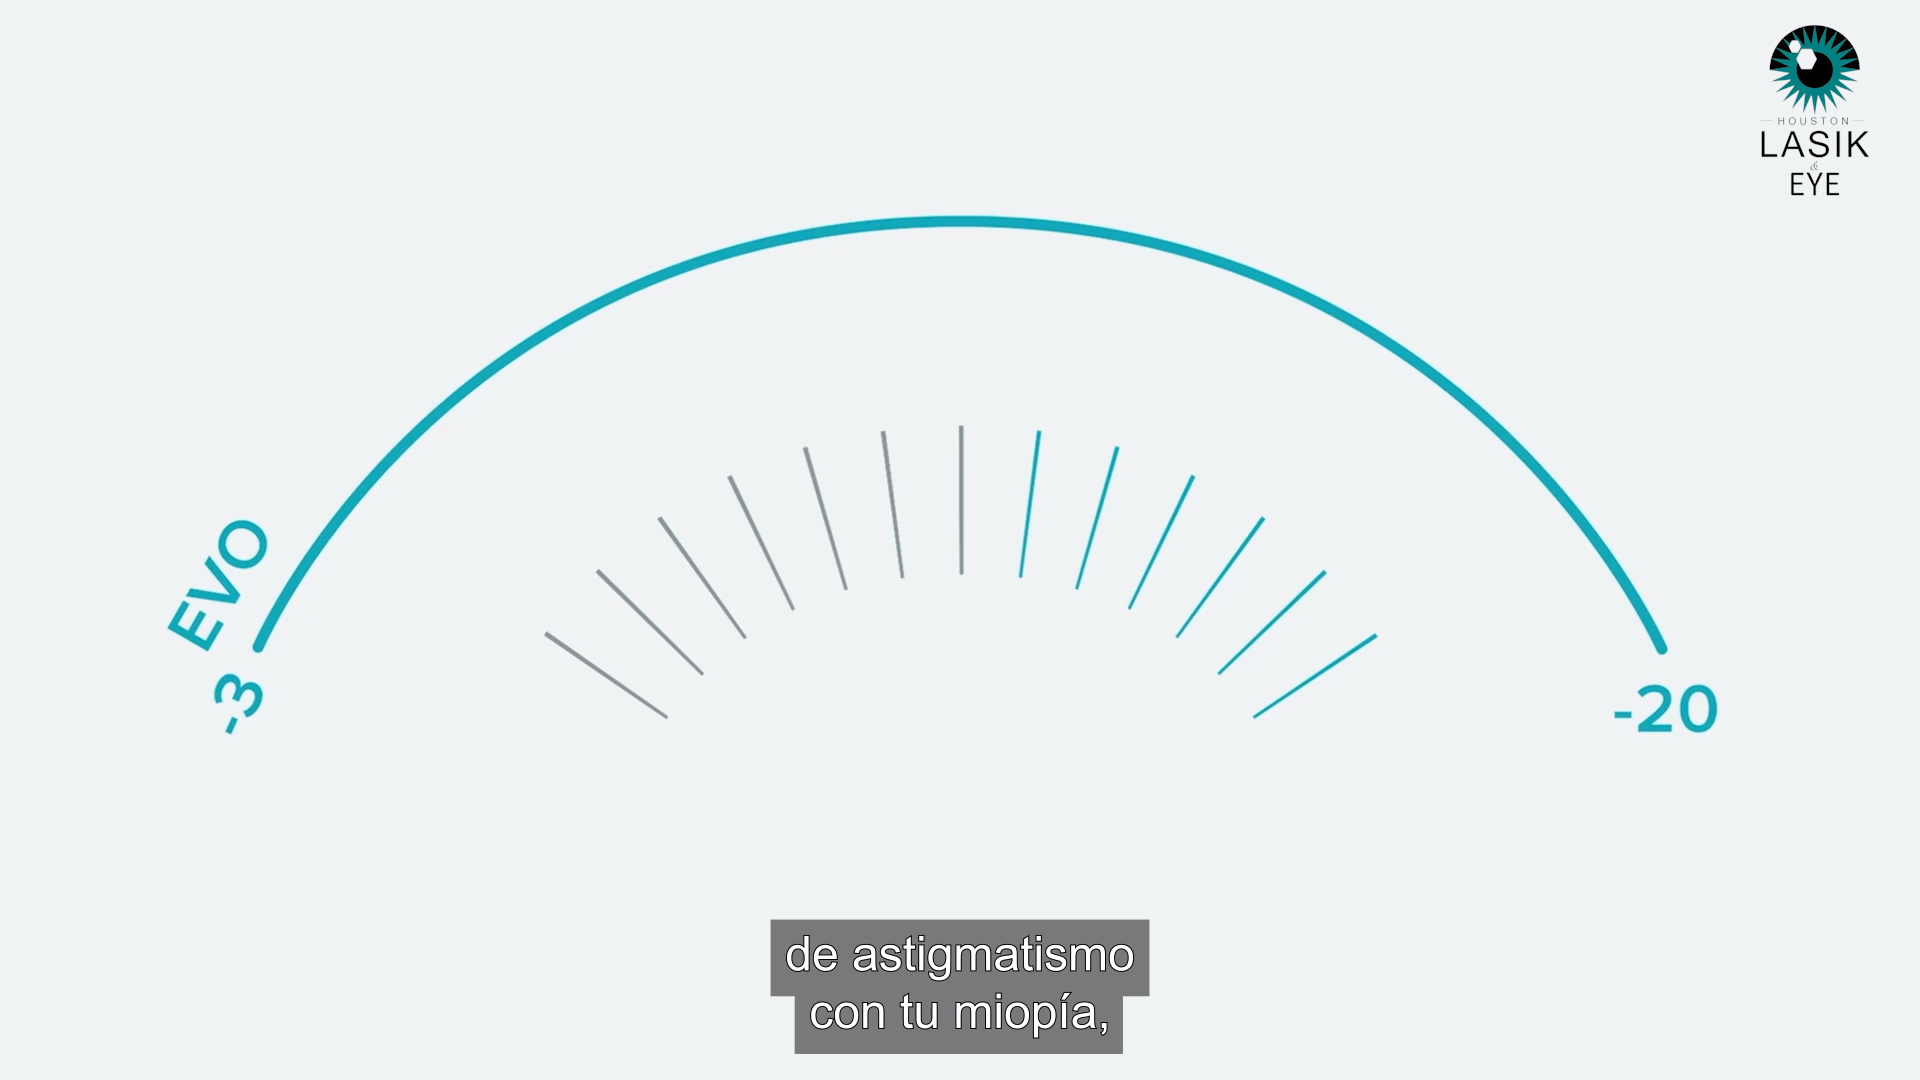 HOUSTON
LASIK
&
EYE
EVO
-3
-20
de astigmatismo
con tu miopía,